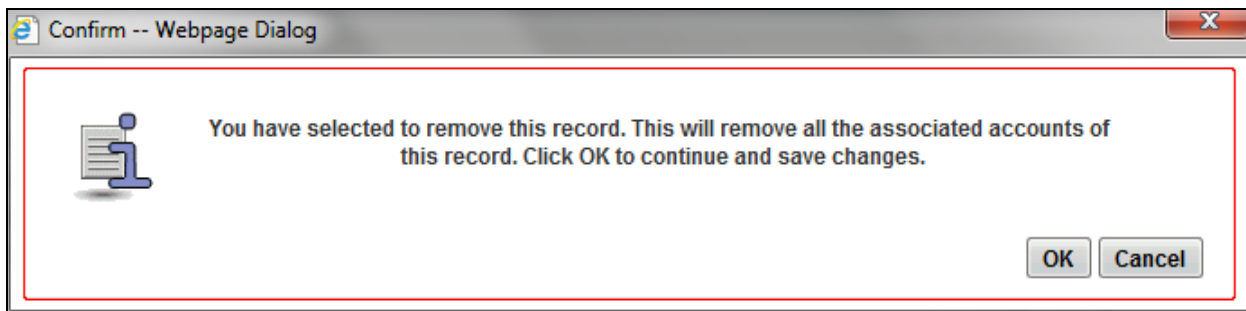 Confirm -- Webpage Dialog
You have selected to remove this record. This will remove all the associated accounts of
this record. Click OK to continue and save changes.
OK Cancel